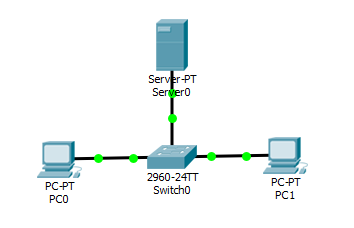 Server-PT
Server0
2960-24TT
Switch0
PC-PT
PC0
PC-PT
PC1